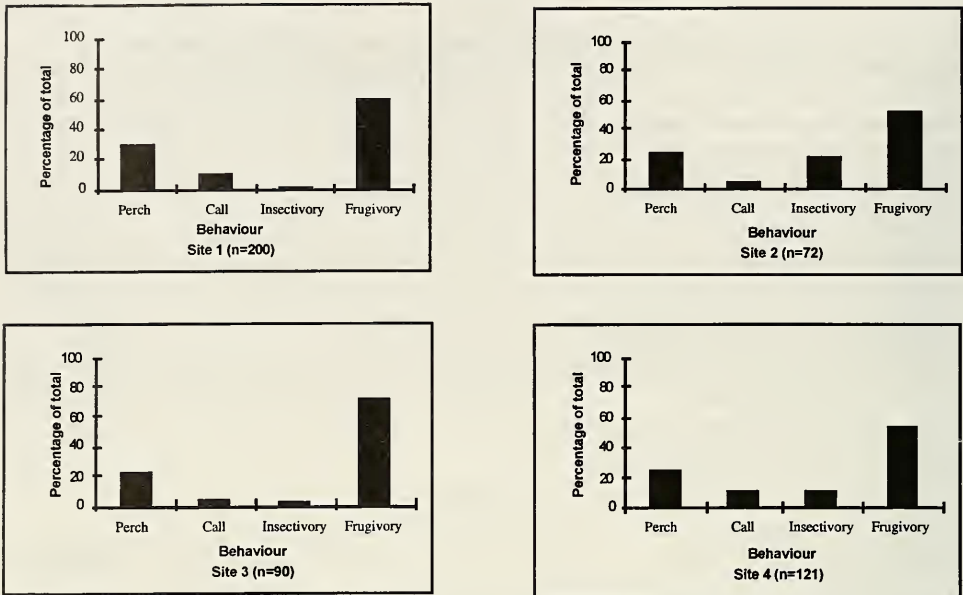 Percentage of total
100
80
60
40
20
0
Perch Call Insectivory Frugivory
Behaviour
Site 1 (n=200)
Percentage of total
100
80
60
40
20
0
Perch Call Insectivory Frugivory
Behaviour
Site 2 (n=72)
Percentage of total
100
80
60
40
20
0
Perch Call Insectivory Frugivory
Behaviour
Site 3 (n=90)
Percentage of total
100
80
60
40
20
0
Perch Call Insectivory Frugivory
Behaviour
Site 4 (n=121)